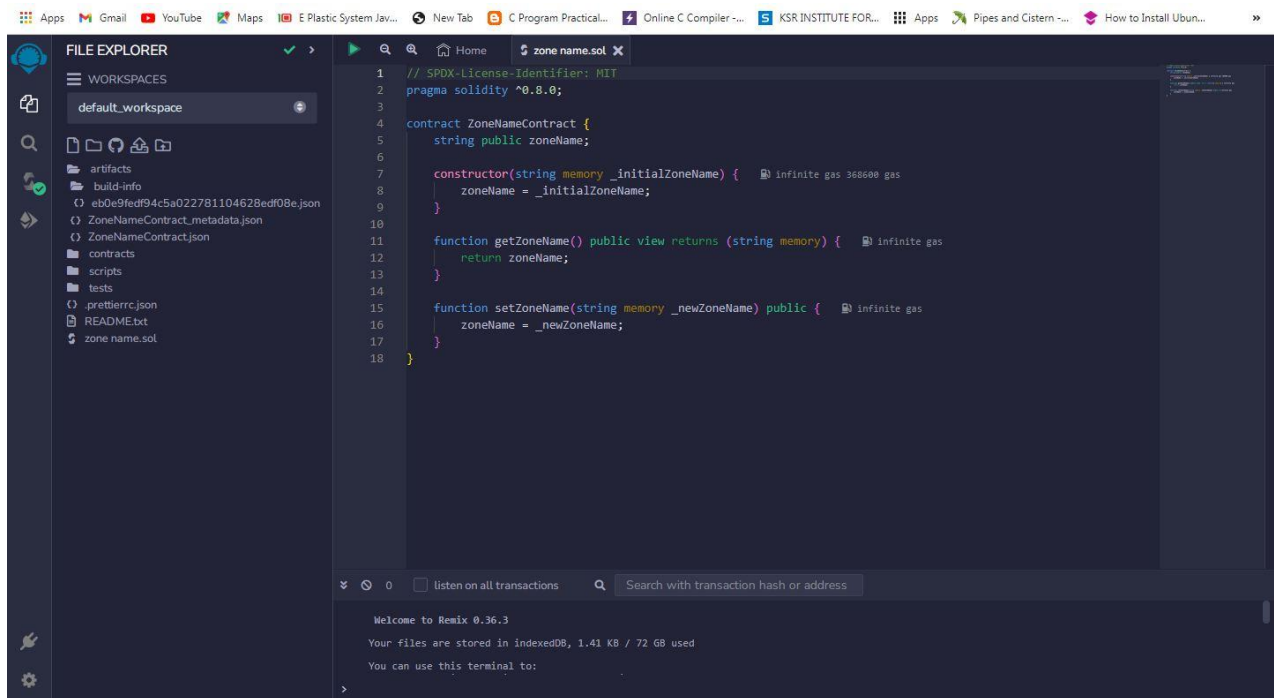 Apps M Gmail YouTube Maps E Plastic System Jav... New Tab C Program Practical... Online C Compiler -... KSR INSTITUTE FOR... Apps Pipes and Cistern -... How to Install Ubun... »
FILE EXPLORER
WORKSPACES
default_workspace
artifacts
build-info
eb0e9fedf94c5a022781104628edf08e.json
ZoneNameContract_metadata.json
ZoneNameContract.json
contracts
scripts
tests
.prettierrc.json
README.txt
zone name.sol
Home zone name.sol
1 // SPDX-License-Identifier: MIT
2 pragma solidity ^0.8.0;
3
4 contract ZoneNameContract {
5 string public zoneName;
6
7 constructor(string memory _initialZoneName) { infinite gas 368600 gas
8 zoneName = _initialZoneName;
9 }
10
11 function getZoneName() public view returns (string memory) { infinite gas
12 return zoneName;
13 }
14
15 function setZoneName(string memory _newZoneName) public { infinite gas
16 zoneName = _newZoneName;
17 }
18 }
0 listen on all transactions Search with transaction hash or address
Welcome to Remix 0.36.3
Your files are stored in indexedDB, 1.41 KB / 72 GB used
You can use this terminal to:
>